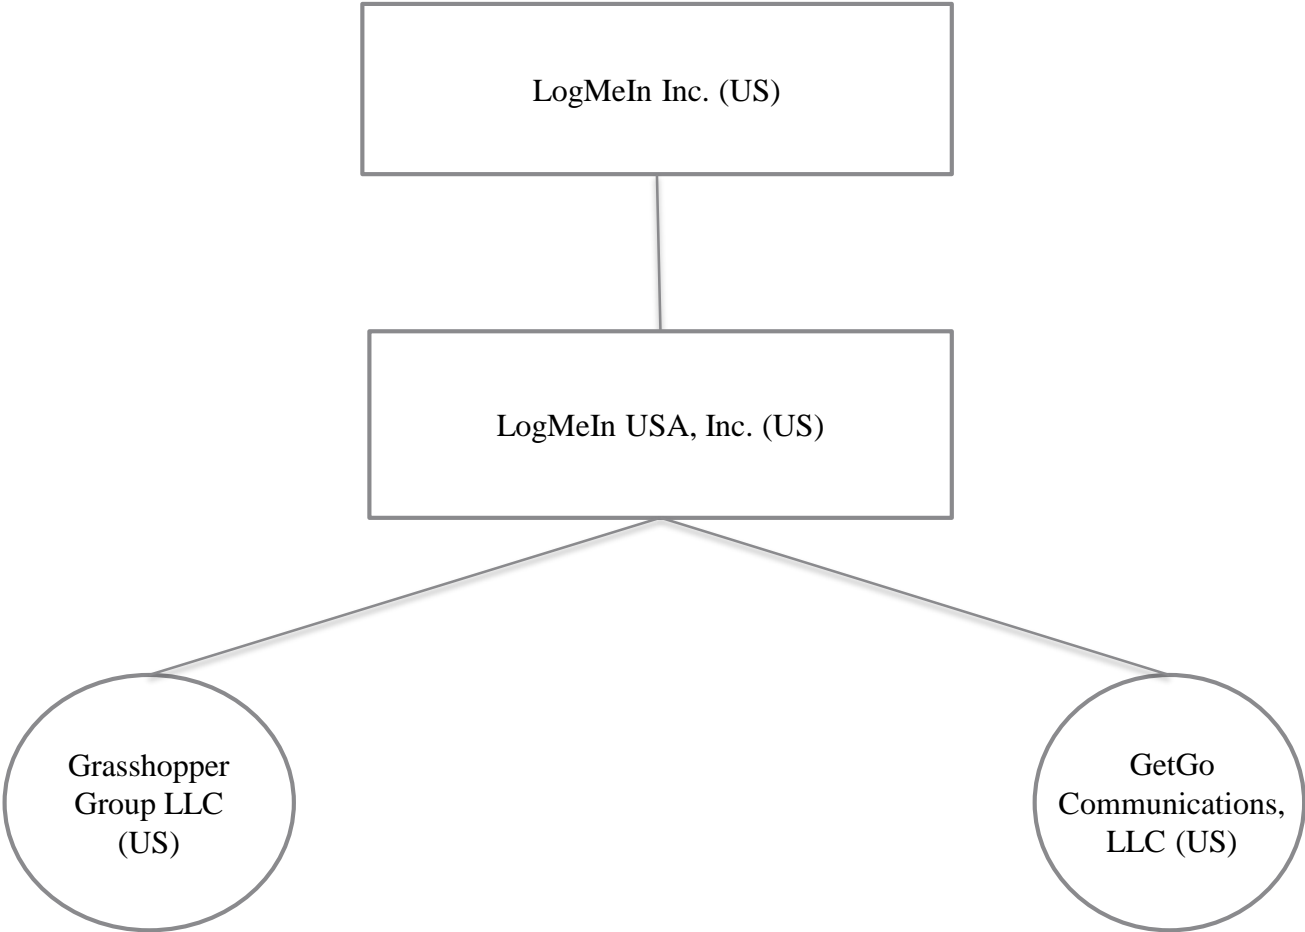 LogMeIn Inc. (US)
LogMeIn USA, Inc. (US)
Grasshopper
Group LLC
(US)
GetGo
Communications,
LLC (US)